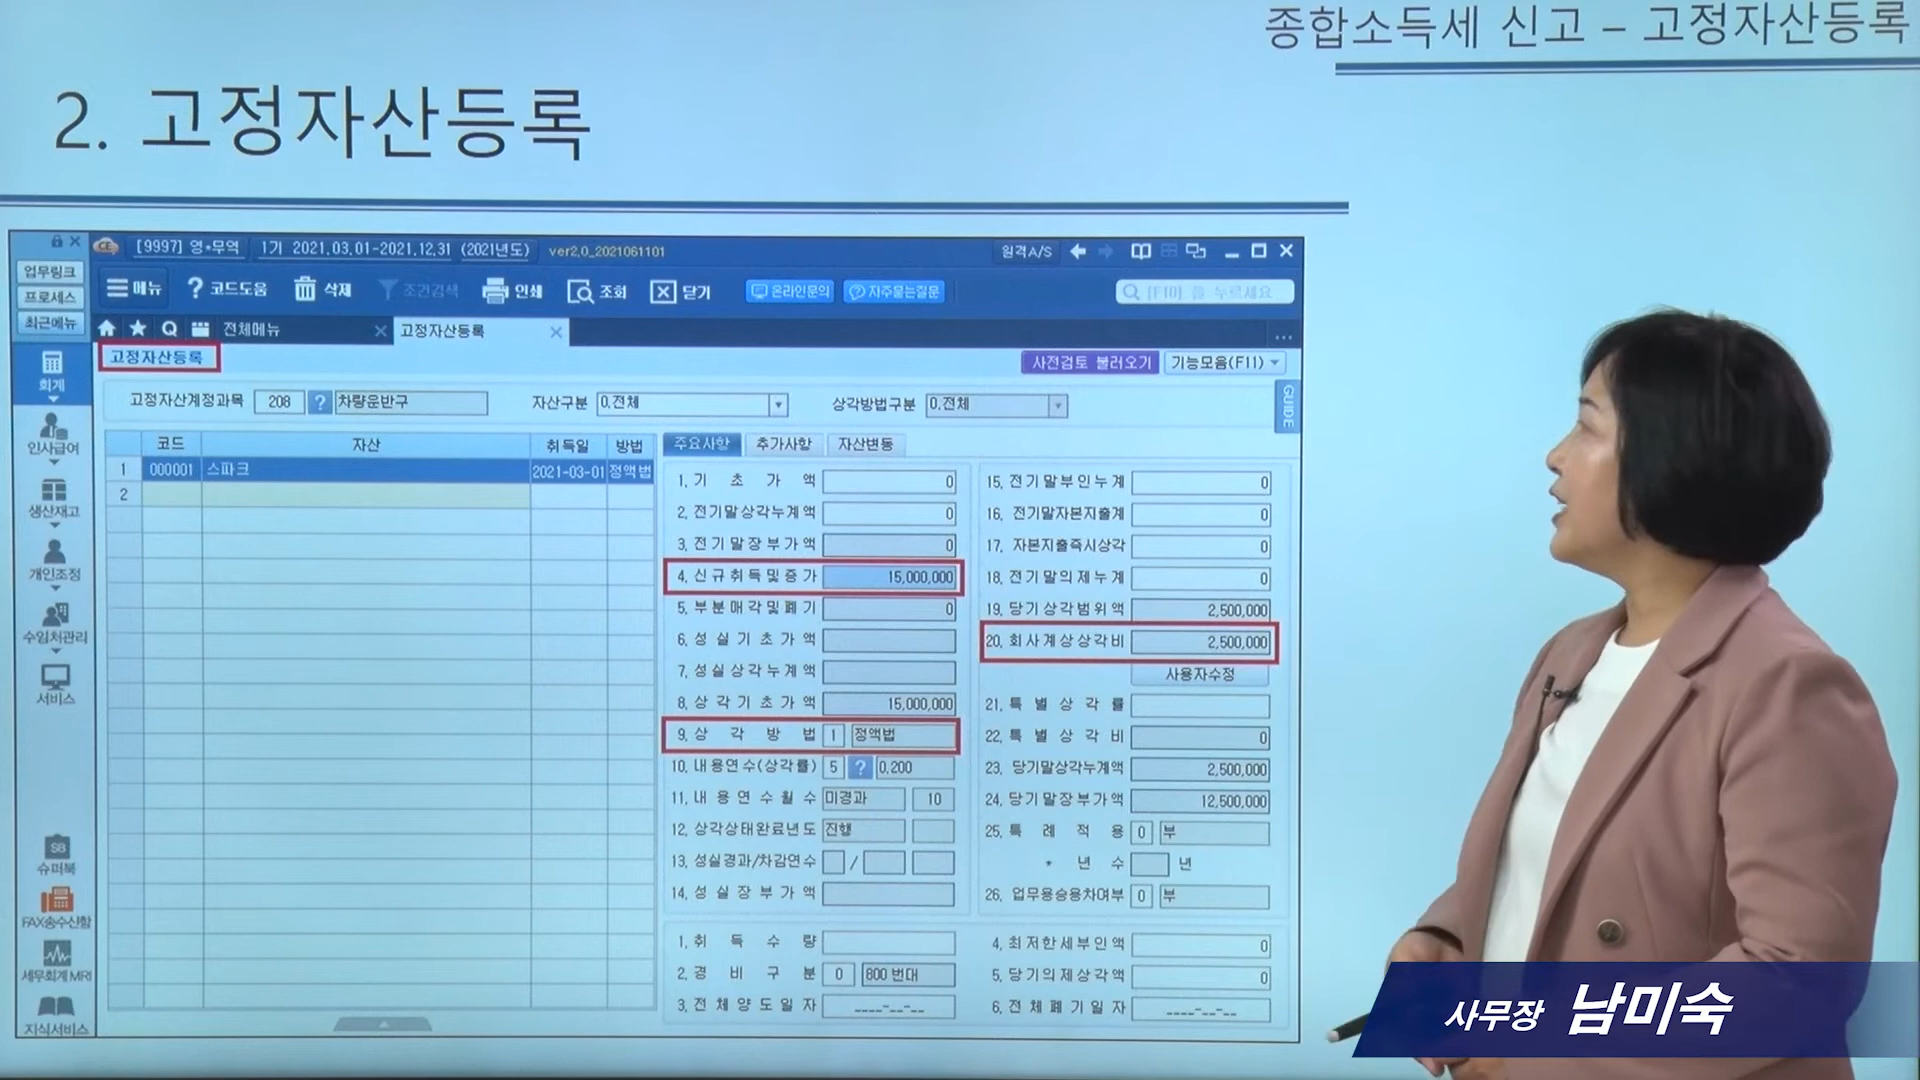 종합소득세 신고 – 고정자산등록
2. 고정자산등록
[9997] 영*무역 1기 2021.03.01~2021.12.31 (2021년도) ver2.0_2021061101 원격A/S
업무링크
프로세스
최근메뉴
메뉴 ? 코드도움 삭제 조건검색 인쇄 조회 닫기 온라인문의 자주묻는질문 [F10] 을 누르세요
전체메뉴 고정자산등록
고정자산등록 사전검토 불러오기 기능모음(F11)
고정자산계정과목 208 ? 차량운반구 자산구분 0.전체 상각방법구분 0.전체
GUIDE
회계
인사급여
생산재고
개인조정
수임처관리
서비스
SB
슈퍼북
FAX송수신함
세무회계 MRI
지식서비스
코드 자산 취득일 방법
1 000001 스파크 2021-03-01 정액법
2
주요사항 추가사항 자산변동
1. 기 초 가 액 0
2. 전기말상각누계액 0
3. 전기말장부가액 0
4. 신규취득및증가 15,000,000
5. 부분매각및폐기 0
6. 성실기초가액
7. 성실상각누계액
8. 상각기초가액 15,000,000
9. 상 각 방 법 1 정액법
10. 내용연수(상각률) 5 ? 0.200
11. 내용연수월수 미경과 10
12. 상각상태완료년도 진행
13. 성실경과/차감연수 /
14. 성실장부가액
15. 전기말부인누계 0
16. 전기말자본지출계 0
17. 자본지출즉시상각 0
18. 전기말의제누계 0
19. 당기상각범위액 2,500,000
20. 회사계상상각비 2,500,000
사용자수정
21. 특 별 상 각 률
22. 특 별 상 각 비 0
23. 당기말상각누계액 2,500,000
24. 당기말장부가액 12,500,000
25. 특 례 적 용 0 부
* 년 수 년
26. 업무용승용차여부 0 부
1. 취 득 수 량
2. 경 비 구 분 0 800 번대
3. 전체양도일자 ____-__-__
4. 최저한세부인액 0
5. 당기의제상각액 0
6. 전체폐기일자 ____-__-__
사무장 남미숙